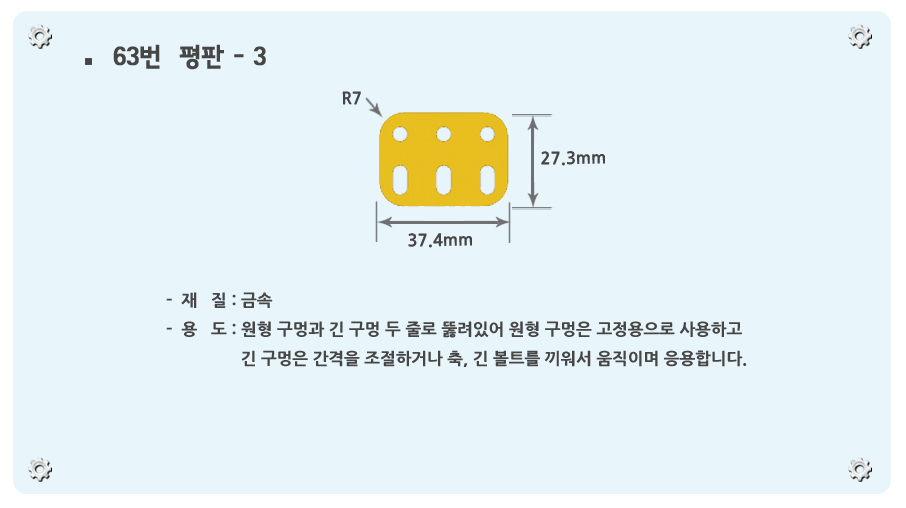 ▪ 63번 평판 - 3
R7
27.3mm
37.4mm
- 재 질 : 금속
- 용 도 : 원형 구멍과 긴 구멍 두 줄로 뚫려있어 원형 구멍은 고정용으로 사용하고
긴 구멍은 간격을 조절하거나 축, 긴 볼트를 끼워서 움직이며 응용합니다.